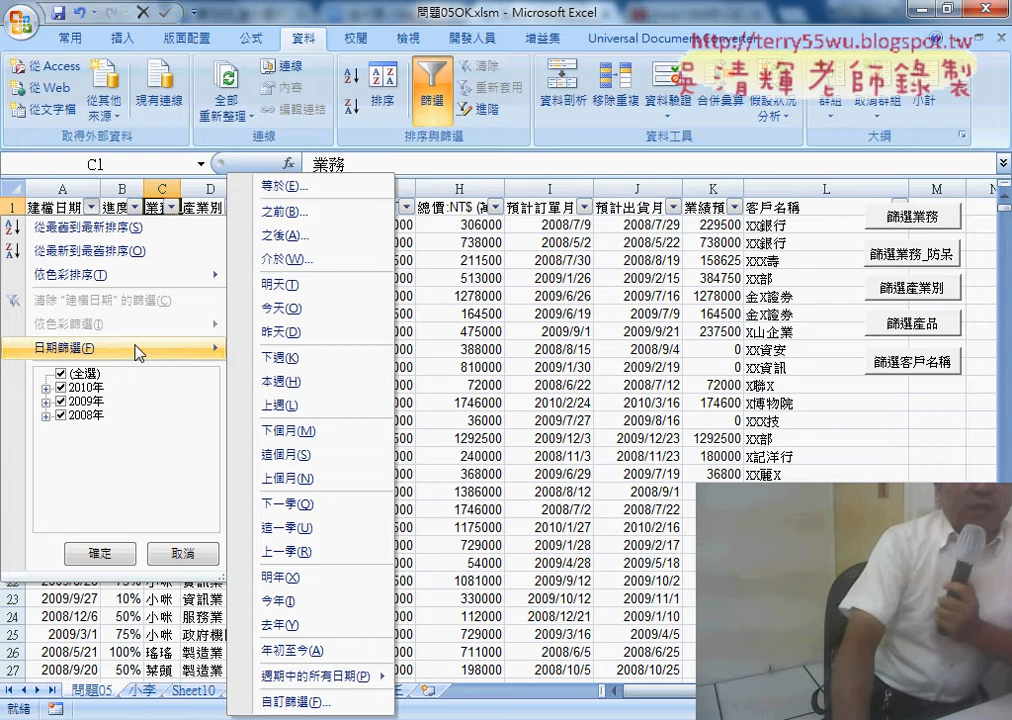 問題05OK.xlsm - Microsoft Excel
常用 插入 版面配置 公式 資料 校閱 檢視 開發人員 增益集 Universal Document Converter
http://terry55wu.blogspot.tw
吳清輝老師錄製
從 Access
從 Web
從文字檔
從其他來源
現有連線
全部重新整理
連線
內容
編輯連結
排序
篩選
清除
重新套用
進階
資料剖析
移除重複
資料驗證
合併彙算
假設狀況分析
群組
取消群組
小計
取得外部資料 連線 排序與篩選 資料工具 大綱
C1 fx 業務
A B C D H I J K L M N
1 建檔日期 進度 業務 產業別 總價:NT$ 預計訂單月 預計出貨月 業績預 客戶名稱
從最舊到最新排序(S)
從最新到最舊排序(O)
依色彩排序(T)
清除 "建檔日期" 的篩選(C)
依色彩篩選(I)
日期篩選(F)
(全選)
2010年
2009年
2008年
確定 取消
等於(E)...
之前(B)...
之後(A)...
介於(W)...
明天(T)
今天(O)
昨天(D)
下週(K)
本週(H)
上週(L)
下個月(M)
這個月(S)
上個月(N)
下一季(Q)
這一季(U)
上一季(R)
明年(X)
今年(I)
去年(Y)
年初至今(A)
週期中的所有日期(P)
自訂篩選(F)...
306000 2008/7/9 2008/7/29 229500 XX銀行
738000 2008/5/2 2008/5/22 738000 XX銀行
211500 2008/7/30 2008/8/19 158625 XXX壽
513000 2009/1/26 2009/2/15 384750 XX部
1278000 2009/6/26 2009/7/16 1278000 金X證券
164500 2009/6/19 2009/7/9 164500 金X證券
475000 2009/9/1 2009/9/21 237500 X山企業
388000 2008/8/15 2008/9/4 0 XX資安
810000 2009/1/30 2009/2/19 0 XX資訊
72000 2008/6/22 2008/7/12 72000 X聯X
1746000 2010/2/24 2010/3/16 174600 X博物院
36000 2009/7/27 2009/8/16 0 XXX技
1292500 2009/12/3 2009/12/23 1292500 XX部
240000 2008/11/3 2008/11/23 180000 X記洋行
368000 2009/6/29 2009/7/19 36800 XX麗X
1386000 2008/8/12 2008/9/1
1746000 2008/7/2 2008/7/22
1175000 2010/1/27 2010/2/16
729000 2009/1/28 2009/2/17
54000 2009/4/28 2009/5/18
1081000 2009/9/12 2009/10/2
23 2009/9/27 10% 小咪 資訊業 330000 2009/10/12 2009/11/1
24 2008/12/6 50% 小咪 服務業 112000 2008/12/21 2009/1/10
25 2009/3/1 75% 小咪 政府機 729000 2009/3/16 2009/4/5
26 2008/5/21 100% 瑤瑤 製造業 711000 2008/6/5 2008/6/25
27 2008/9/20 50% 菜頭 製造業 198000 2008/10/5 2008/10/25
篩選業務
篩選業務_防呆
篩選產業別
篩選產品
篩選客戶名稱
問題05 小李 Sheet10
就緒